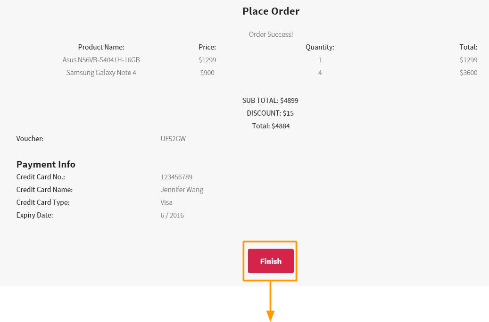 Place Order
Order Success!
Product Name: Price: Quantity: Total:
Asus N56VB-S4041H-16GB $1299 1 $1299
Samsung Galaxy Note 4 $900 4 $3600
SUB TOTAL: $4899
DISCOUNT: $15
Total: $4884
Voucher: UF52GW
Payment Info
Credit Card No.: 123456789
Credit Card Name: Jennifer Wang
Credit Card Type: Visa
Expiry Date: 6 / 2016
Finish